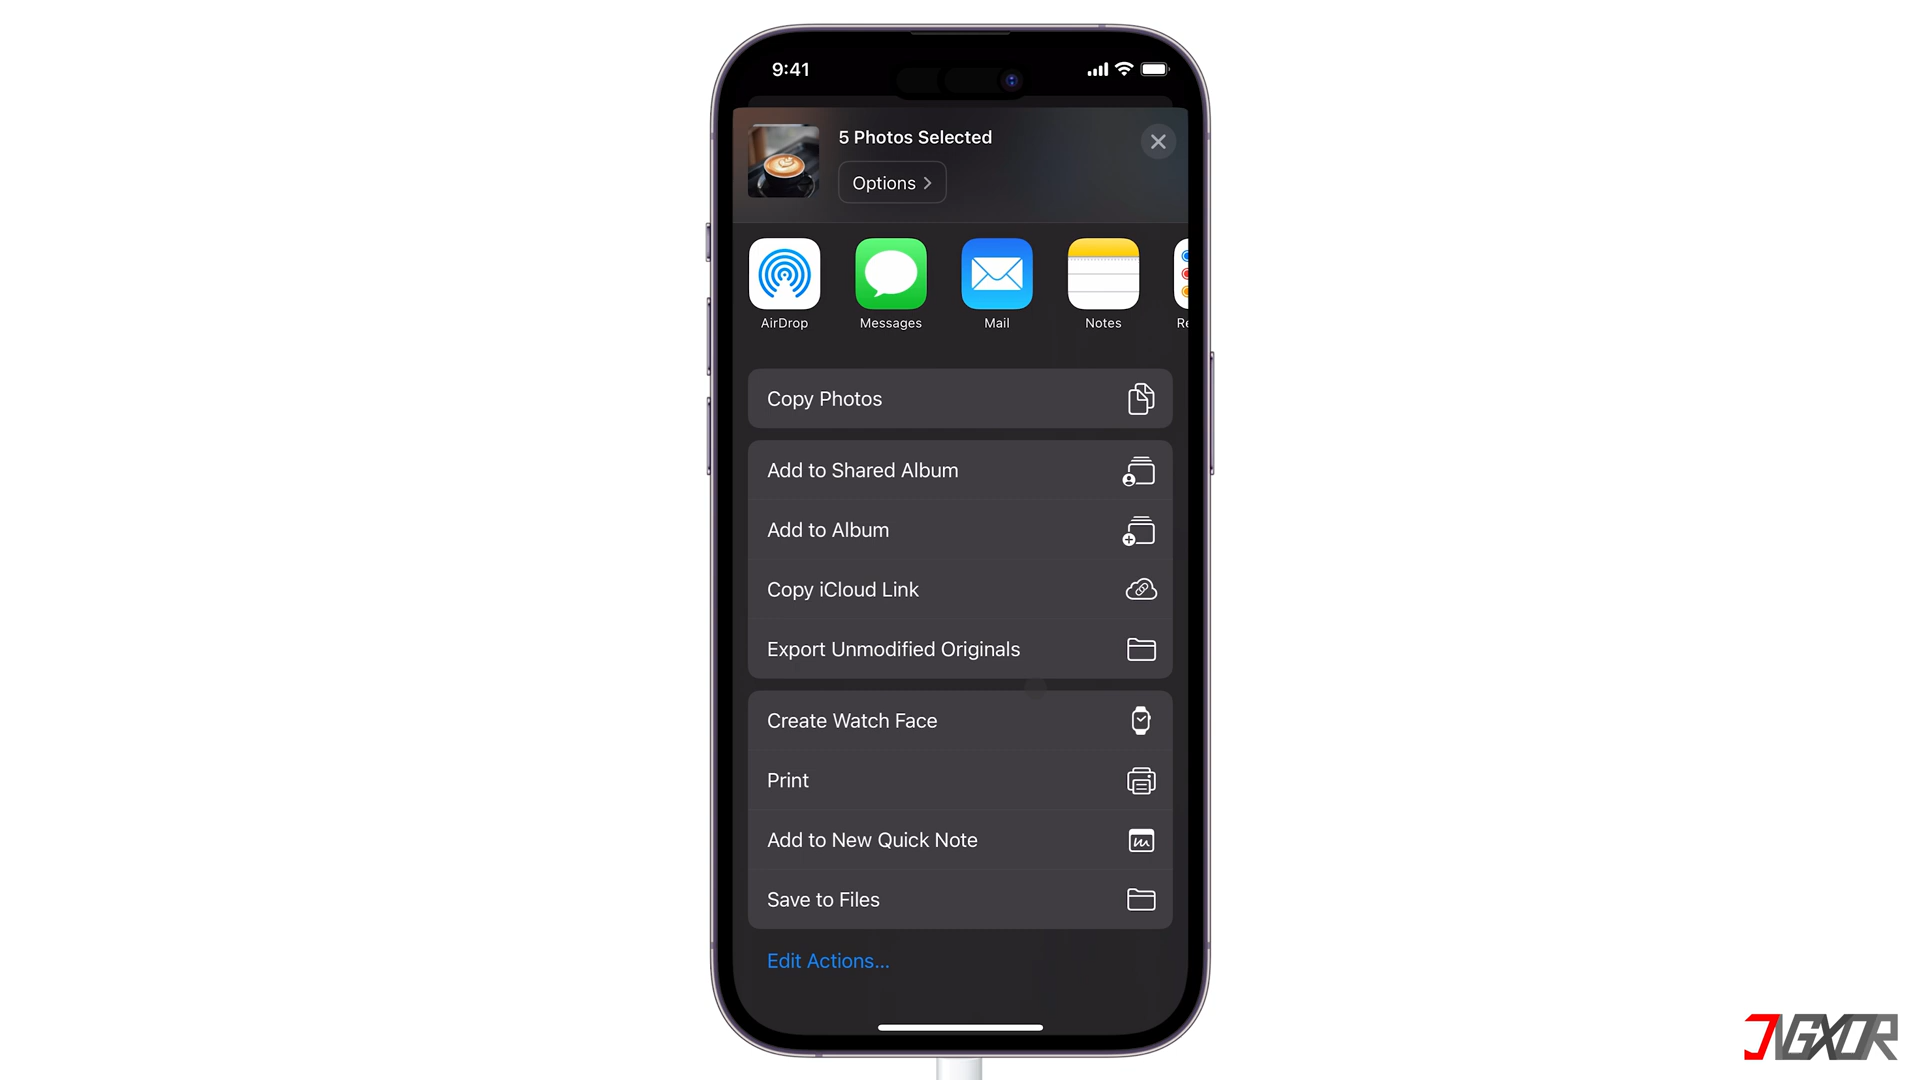 9:41
5 Photos Selected
Options
AirDrop
Messages
Mail
Notes
Re
Copy Photos
Add to Shared Album
Add to Album
Copy iCloud Link
Export Unmodified Originals
Create Watch Face
Print
Add to New Quick Note
Save to Files
Edit Actions...